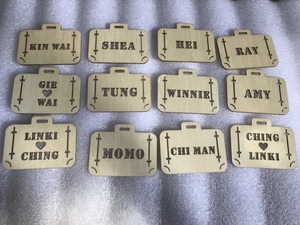 KIN WAI
SHEA
HEI
RAY
GIE
WAI
TUNG
WINNIE
AMY
LINKI
CHING
MOMO
CHI MAN
CHING
LINKI